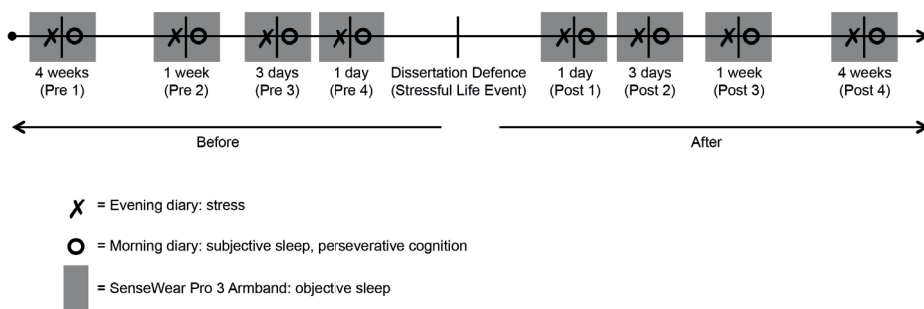 4 weeks
(Pre 1)
1 week
(Pre 2)
3 days
(Pre 3)
1 day
(Pre 4)
Dissertation Defence
(Stressful Life Event)
1 day
(Post 1)
3 days
(Post 2)
1 week
(Post 3)
4 weeks
(Post 4)
Before
After
= Evening diary: stress
= Morning diary: subjective sleep, perseverative cognition
= SenseWear Pro 3 Armband: objective sleep